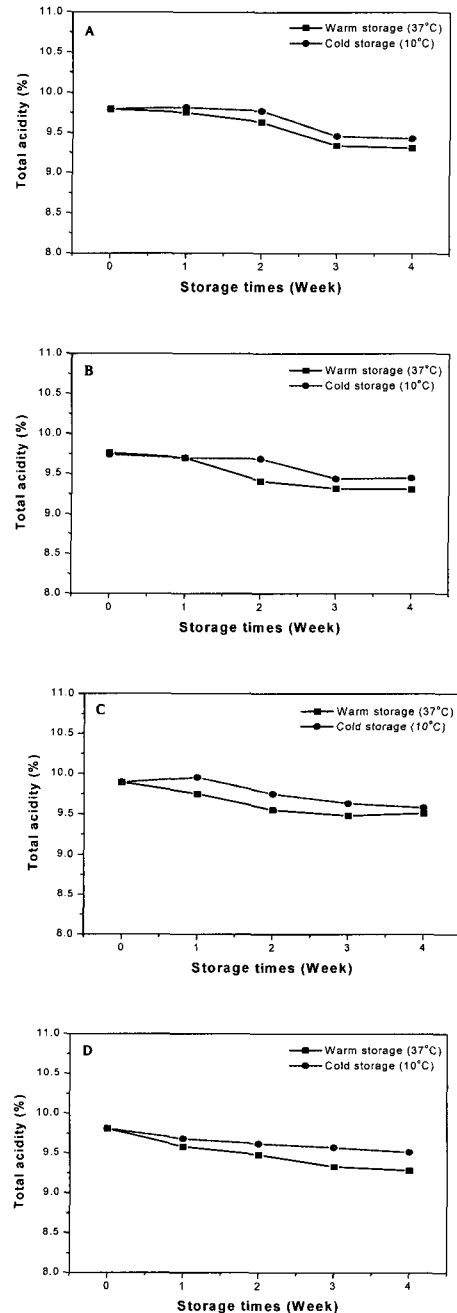 A
Warm storage (37°C)
Cold storage (10°C)
Total acidity (%)
11.0
10.5
10.0
9.5
9.0
8.5
8.0
0 1 2 3 4
Storage times (Week)
B
Warm storage (37°C)
Cold storage (10°C)
Total acidity (%)
11.0
10.5
10.0
9.5
9.0
8.5
8.0
0 1 2 3 4
Storage times (Week)
C
Warm storage (37°C)
Cold storage (10°C)
Total acidity (%)
11.0
10.5
10.0
9.5
9.0
8.5
8.0
0 1 2 3 4
Storage times (Week)
D
Warm storage (37°C)
Cold storage (10°C)
Total acidity (%)
11.0
10.5
10.0
9.5
9.0
8.5
8.0
0 1 2 3 4
Storage times (Week)